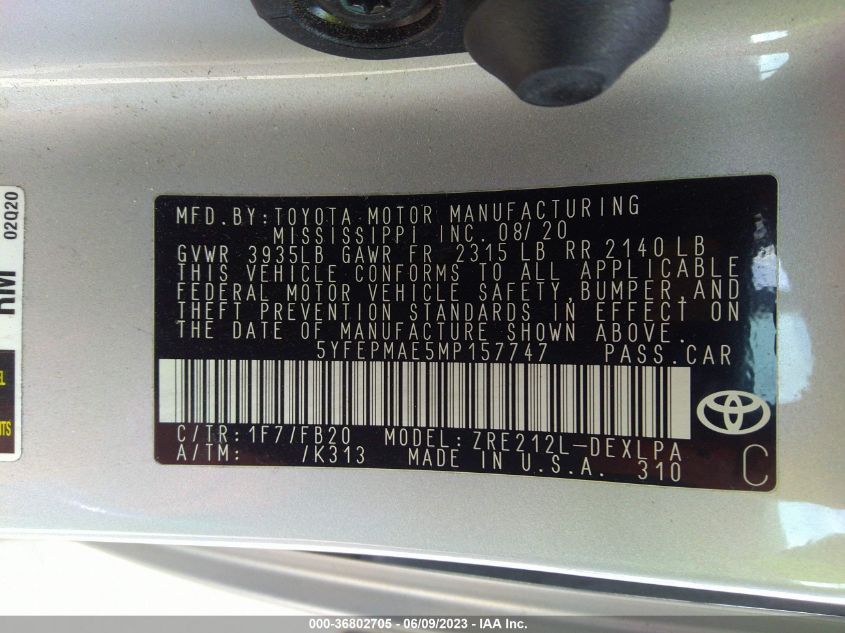 02Q20
RM
MFD.BY:TOYOTA MOTOR MANUFACTURING
MISSISSIPPI INC. 08/20
GVWR 3935LB GAWR FR 2315 LB RR 2140 LB
THIS VEHICLE CONFORMS TO ALL APPLICABLE
FEDERAL MOTOR VEHICLE SAFETY,BUMPER,AND
THEFT PREVENTION STANDARDS IN EFFECT ON
THE DATE OF MANUFACTURE SHOWN ABOVE.
5YFEPMAE5MP157747 PASS.CAR
C/TR:1F7/FB20 MODEL:ZRE212L-DEXLPA
A/TM: /K313 MADE IN U.S.A. 310
C
000-36802705 - 06/09/2023 - IAA Inc.